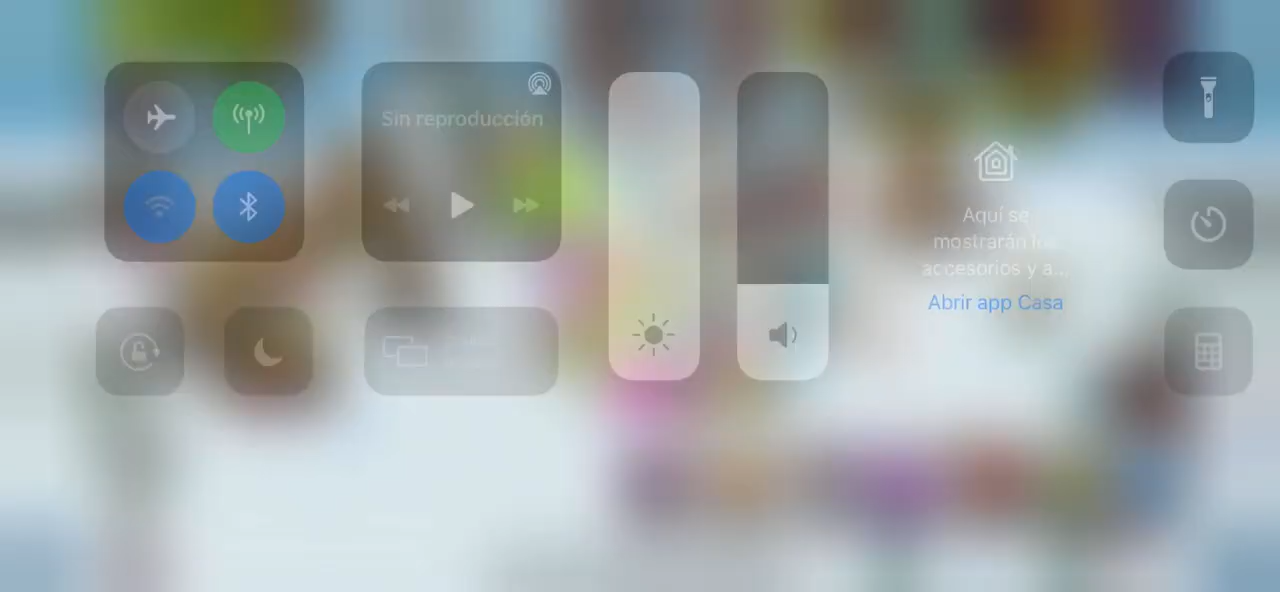 Sin reproducción
Aquí se
mostrarán los
accesorios y a...
Abrir app Casa